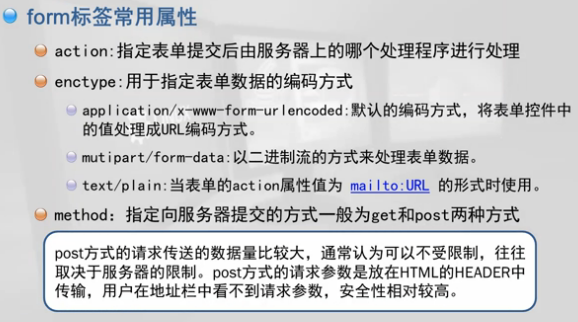 form标签常用属性
action:指定表单提交后由服务器上的哪个处理程序进行处理
enctype:用于指定表单数据的编码方式
application/x-www-form-urlencoded:默认的编码方式，将表单控件中
的值处理成URL编码方式。
mutipart/form-data:以二进制流的方式来处理表单数据。
text/plain:当表单的action属性值为 mailto:URL 的形式时使用。
method: 指定向服务器提交的方式一般为get和post两种方式
post方式的请求传送的数据量比较大，通常认为可以不受限制，往往
取决于服务器的限制。post方式的请求参数是放在HTML的HEADER中
传输，用户在地址栏中看不到请求参数，安全性相对较高。